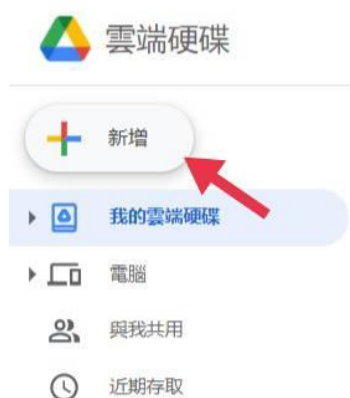 雲端硬碟
新增
我的雲端硬碟
電腦
與我共用
近期存取